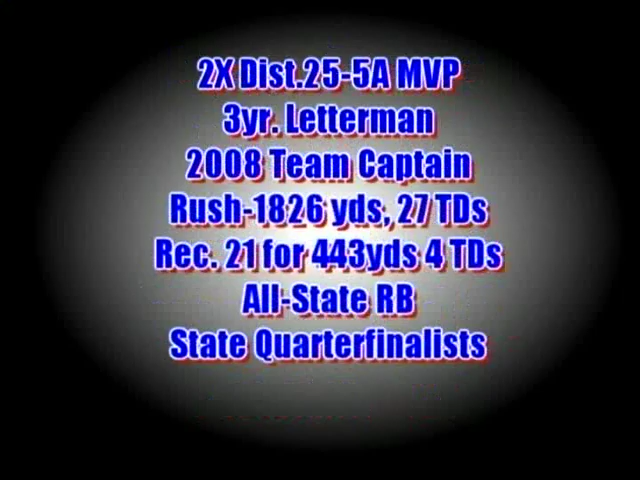 2X Dist.25-5A MVP
3yr. Letterman
2008 Team Captain
Rush-1826 yds, 27 TDs
Rec. 21 for 443yds 4 TDs
All-State RB
State Quarterfinalists